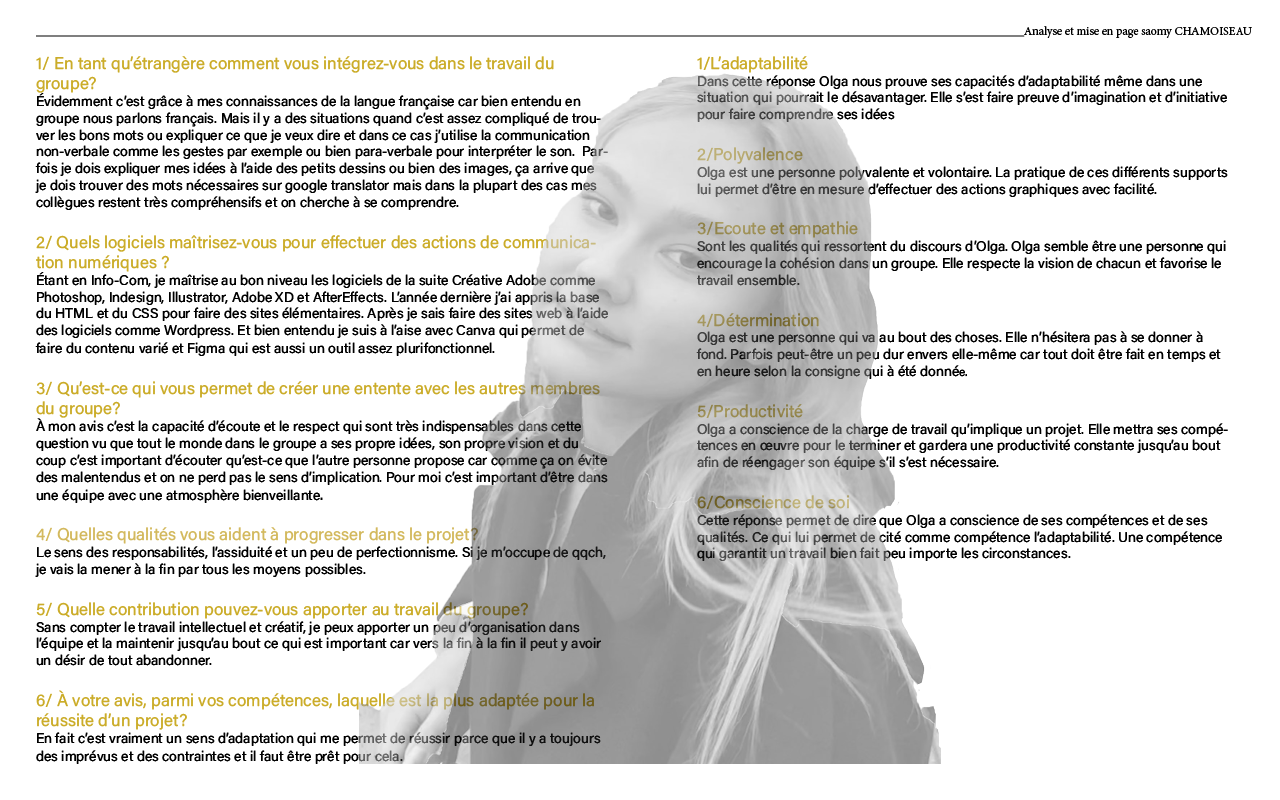 Analyse et mise en page saomy CHAMOISEAU
1/ En tant qu'étrangère comment vous intégrez-vous dans le travail du
groupe?
Évidemment c'est grâce à mes connaissances de la langue française car bien entendu en
groupe nous parlons français. Mais il y a des situations quand c'est assez compliqué de trou-
ver les bons mots ou expliquer ce que je veux dire et dans ce cas j'utilise la communication
non-verbale comme les gestes par exemple ou bien para-verbale pour interpréter le son. Par-
fois je dois expliquer mes idées à l'aide des petits dessins ou bien des images, ça arrive que
je dois trouver des mots nécessaires sur google translator mais dans la plupart des cas mes
collègues restent très compréhensifs et on cherche à se comprendre.
2/ Quels logiciels maîtrisez-vous pour effectuer des actions de communica-
tion numériques ?
Étant en Info-Com, je maîtrise au bon niveau les logiciels de la suite Créative Adobe comme
Photoshop, Indesign, Illustrator, Adobe XD et AfterEffects. L'année dernière j'ai appris la base
du HTML et du CSS pour faire des sites élémentaires. Après je sais faire des sites web à l'aide
des logiciels comme Wordpress. Et bien entendu je suis à l'aise avec Canva qui permet de
faire du contenu varié et Figma qui est aussi un outil assez plurifonctionnel.
3/ Qu'est-ce qui vous permet de créer une entente avec les autres membres
du groupe?
À mon avis c'est la capacité d'écoute et le respect qui sont très indispensables dans cette
question vu que tout le monde dans le groupe a ses propre idées, son propre vision et du
coup c'est important d'écouter qu'est-ce que l'autre personne propose car comme ça on évite
des malentendus et on ne perd pas le sens d'implication. Pour moi c'est important d'être dans
une équipe avec une atmosphère bienveillante.
4/ Quelles qualités vous aident à progresser dans le projet?
Le sens des responsabilités, l'assiduité et un peu de perfectionnisme. Si je m'occupe de qqch,
je vais la mener à la fin par tous les moyens possibles.
5/ Quelle contribution pouvez-vous apporter au travail du groupe?
Sans compter le travail intellectuel et créatif, je peux apporter un peu d'organisation dans
l'équipe et la maintenir jusqu'au bout ce qui est important car vers la fin à la fin il peut y avoir
un désir de tout abandonner.
6/ À votre avis, parmi vos compétences, laquelle est la plus adaptée pour la
réussite d'un projet?
En fait c'est vraiment un sens d'adaptation qui me permet de réussir parce que il y a toujours
des imprévus et des contraintes et il faut être prêt pour cela.
1/L'adaptabilité
Dans cette réponse Olga nous prouve ses capacités d'adaptabilité même dans une
situation qui pourrait le désavantager. Elle s'est faire preuve d'imagination et d'initiative
pour faire comprendre ses idées
2/Polyvalence
Olga est une personne polyvalente et volontaire. La pratique de ces différents supports
lui permet d'être en mesure d'effectuer des actions graphiques avec facilité.
3/Ecoute et empathie
Sont les qualités qui ressortent du discours d'Olga. Olga semble être une personne qui
encourage la cohésion dans un groupe. Elle respecte la vision de chacun et favorise le
travail ensemble.
4/Détermination
Olga est une personne qui va au bout des choses. Elle n'hésitera pas à se donner à
fond. Parfois peut-être un peu dur envers elle-même car tout doit être fait en temps et
en heure selon la consigne qui à été donnée.
5/Productivité
Olga a conscience de la charge de travail qu'implique un projet. Elle mettra ses compé-
tences en œuvre pour le terminer et gardera une productivité constante jusqu'au bout
afin de réengager son équipe s'il s'est nécessaire.
6/Conscience de soi
Cette réponse permet de dire que Olga a conscience de ses compétences et de ses
qualités. Ce qui lui permet de cité comme compétence l'adaptabilité. Une compétence
qui garantit un travail bien fait peu importe les circonstances.